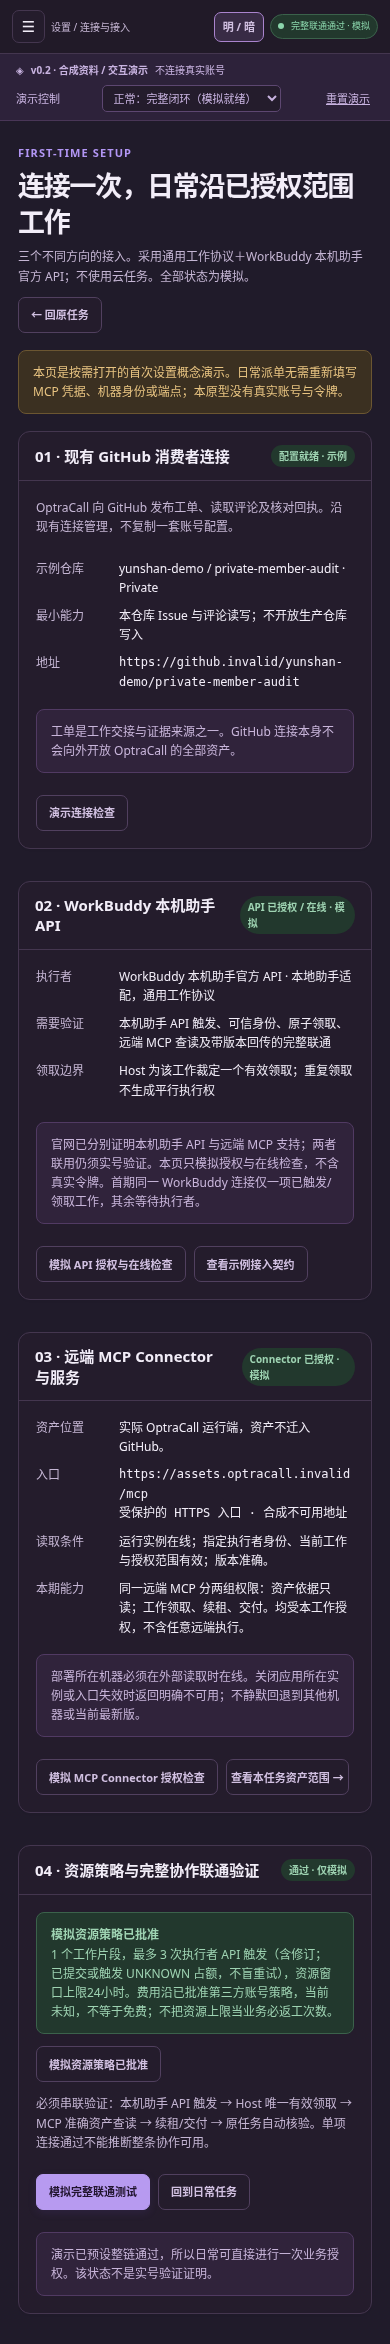 ☰ 设置 / 连接与接入 明 / 暗 完整联通通过 · 模拟
◈ v0.2 · 合成资料 / 交互演示 不连接真实账号
演示控制 正常：完整闭环（模拟就绪） 重置演示
FIRST-TIME SETUP
连接一次，日常沿已授权范围
工作
三个不同方向的接入。采用通用工作协议＋WorkBuddy 本机助手
官方 API；不使用云任务。全部状态为模拟。
← 回原任务
本页是按需打开的首次设置概念演示。日常派单无需重新填写
MCP 凭据、机器身份或端点；本原型没有真实账号与令牌。
01 · 现有 GitHub 消费者连接 配置就绪 · 示例
OptraCall 向 GitHub 发布工单、读取评论及核对回执。沿
现有连接管理，不复制一套账号配置。
示例仓库 yunshan-demo / private-member-audit ·
Private
最小能力 本仓库 Issue 与评论读写；不开放生产仓库
写入
地址 https://github.invalid/yunshan-
demo/private-member-audit
工单是工作交接与证据来源之一。GitHub 连接本身不
会向外开放 OptraCall 的全部资产。
演示连接检查
02 · WorkBuddy 本机助手
API
API 已授权 / 在线 · 模
拟
执行者 WorkBuddy 本机助手官方 API · 本地助手适
配，通用工作协议
需要验证 本机助手 API 触发、可信身份、原子领取、
远端 MCP 查读及带版本回传的完整联通
领取边界 Host 为该工作裁定一个有效领取；重复领取
不生成平行执行权
官网已分别证明本机助手 API 与远端 MCP 支持；两者
联用仍须实号验证。本页只模拟授权与在线检查，不含
真实令牌。首期同一 WorkBuddy 连接仅一项已触发/
领取工作，其余等待执行者。
模拟 API 授权与在线检查 查看示例接入契约
03 · 远端 MCP Connector
与服务
Connector 已授权 ·
模拟
资产位置 实际 OptraCall 运行端，资产不迁入
GitHub。
入口 https://assets.optracall.invalid
/mcp
受保护的 HTTPS 入口 · 合成不可用地址
读取条件 运行实例在线；指定执行者身份、当前工作
与授权范围有效；版本准确。
本期能力 同一远端 MCP 分两组权限：资产依据只
读；工作领取、续租、交付。均受本工作授
权，不含任意远端执行。
部署所在机器必须在外部读取时在线。关闭应用所在实
例或入口失效时返回明确不可用；不静默回退到其他机
器或当前最新版。
模拟 MCP Connector 授权检查 查看本任务资产范围 →
04 · 资源策略与完整协作联通验证 通过 · 仅模拟
模拟资源策略已批准
1 个工作片段，最多 3 次执行者 API 触发（含修订；
已提交或触发 UNKNOWN 占额，不盲重试），资源窗
口上限24小时。费用沿已批准第三方账号策略，当前
未知，不等于免费；不把资源上限当业务必返工次数。
模拟资源策略已批准
必须串联验证：本机助手 API 触发 → Host 唯一有效领取 →
MCP 准确资产查读 → 续租/交付 → 原任务自动核验。单项
连接通过不能推断整条协作可用。
模拟完整联通测试 回到日常任务
演示已预设整链通过，所以日常可直接进行一次业务授
权。该状态不是实号验证证明。